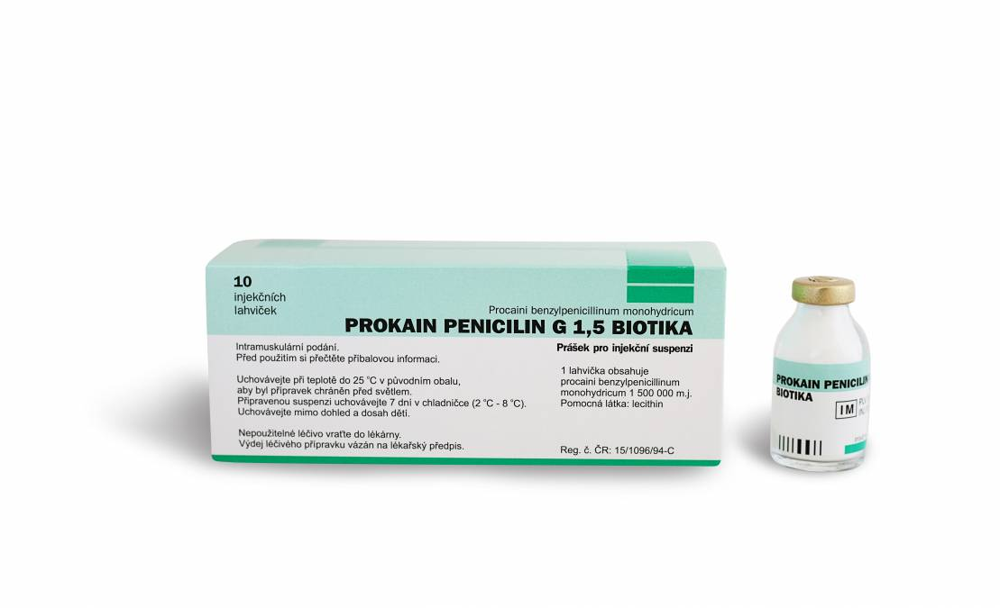 10
injekčních
lahviček
Procaini benzylpenicillinum monohydricum
PROKAIN PENICILIN G 1,5 BIOTIKA
Prášek pro injekční suspenzi
Intramuskulární podání.
Před použitím si přečtěte příbalovou informaci.
Uchovávejte při teplotě do 25 °C v původním obalu,
aby byl přípravek chráněn před světlem.
Připravenou suspenzi uchovávejte 7 dní v chladničce (2 °C - 8 °C).
Uchovávejte mimo dohled a dosah dětí.
Nepoužitelné léčivo vraťte do lékárny.
Výdej léčivého přípravku vázán na lékařský předpis.
1 lahvička obsahuje
procaini benzylpenicillinum
monohydricum 1 500 000 m.j.
Pomocná látka: lecithin
Reg. č. ČR: 15/1096/94-C
PROKAIN PENICILIN
BIOTIKA
IM